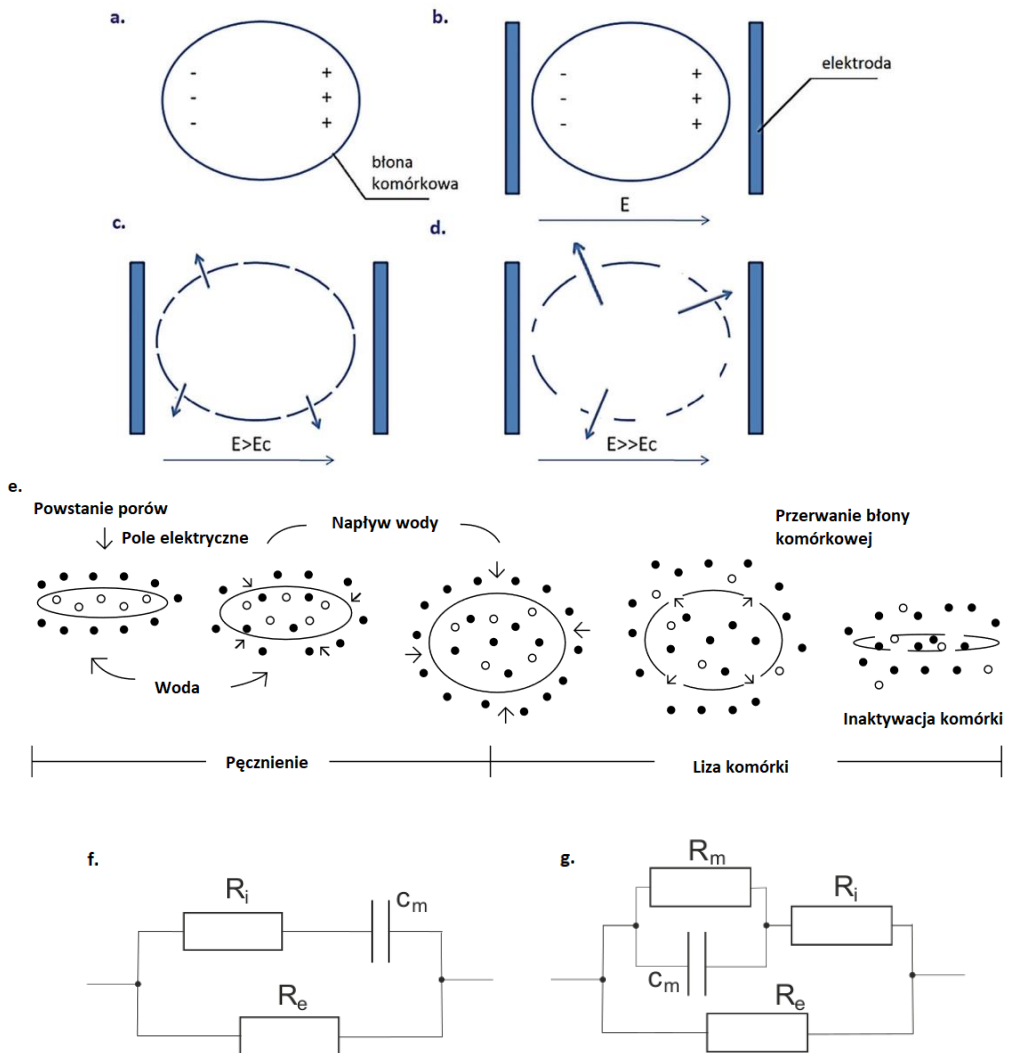 a.
b.
- +
- +
- +
- +
- +
- +
elektroda
błona
komórkowa
E
c.
d.
E>Ec
E>>Ec
e.
Powstanie porów
Pole elektryczne
Napływ wody
Przerwanie błony
komórkowej
Woda
Inaktywacja komórki
Pęcznienie
Liza komórki
f.
g.
Ri
cm
Re
Rm
Ri
cm
Re